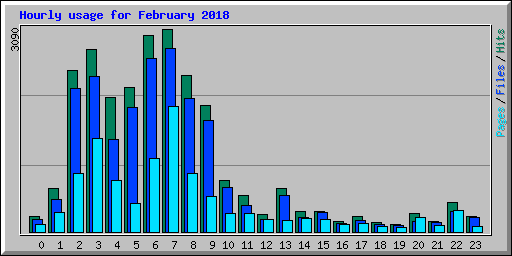 Hourly usage for February 2018
3090
Pages / Files / Hits
0 1 2 3 4 5 6 7 8 9 10 11 12 13 14 15 16 17 18 19 20 21 22 23